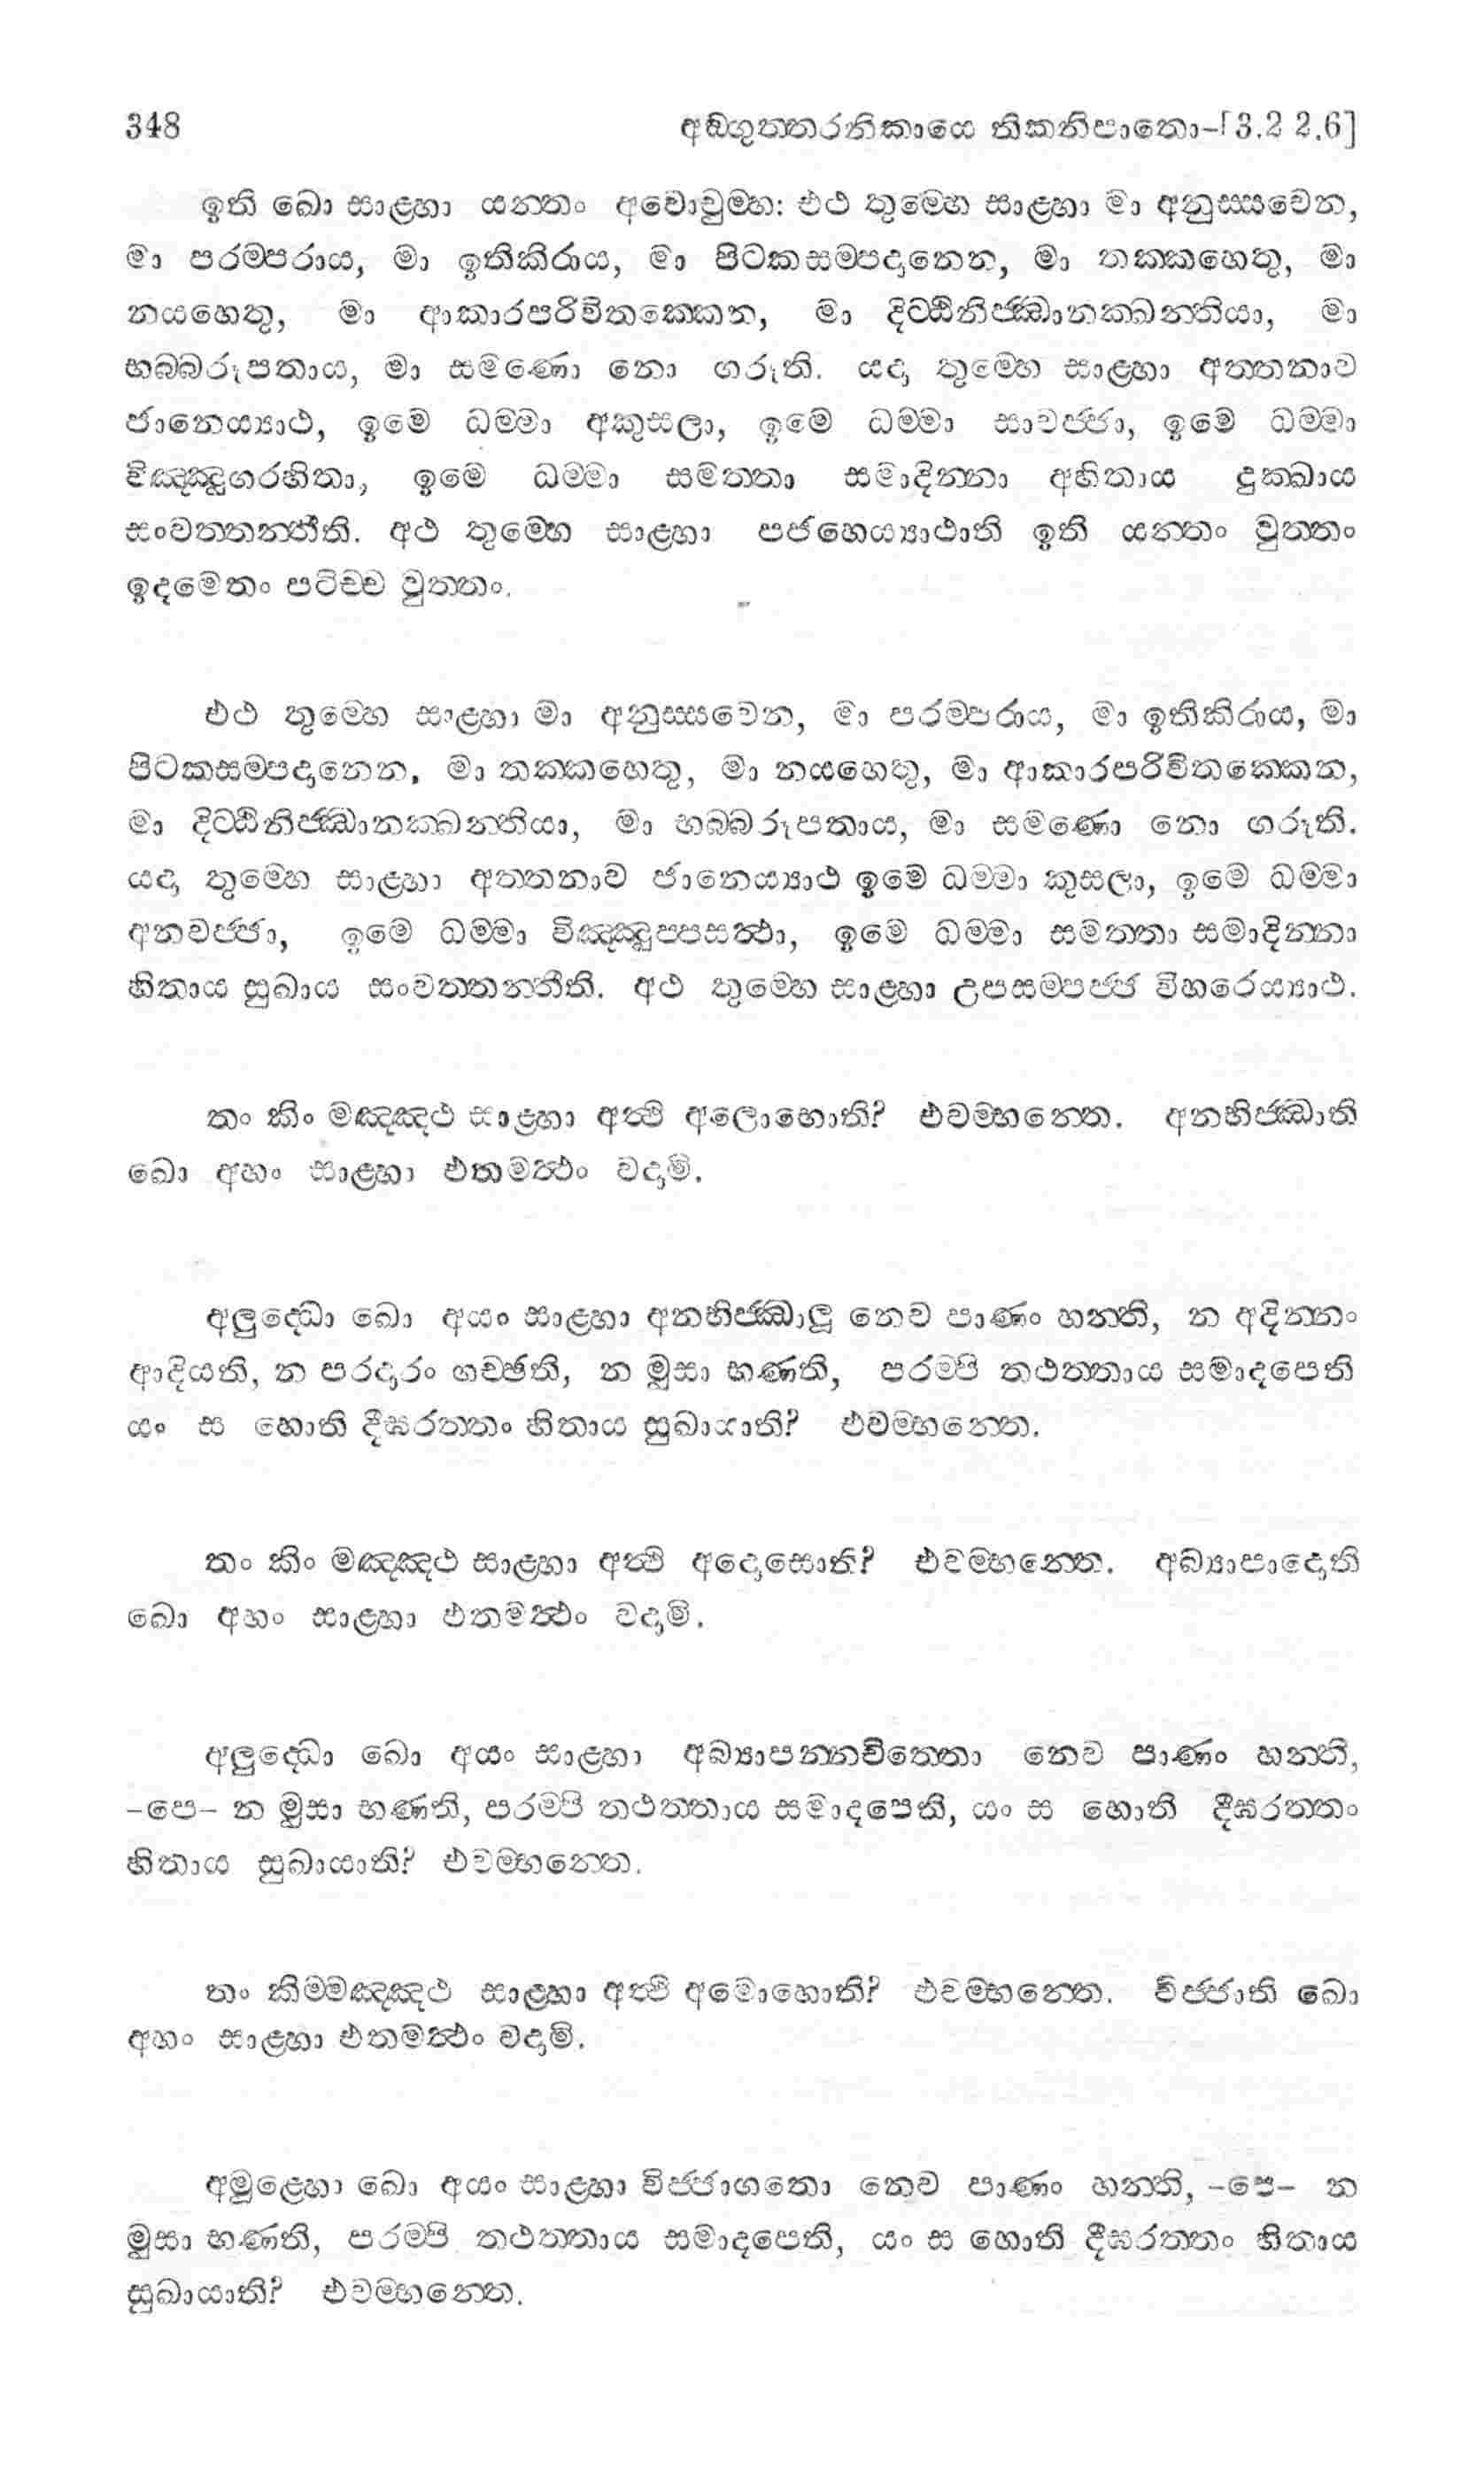 348 අඞ්ගුත්තරනිකායෙ තිකනිපාතො-[3.2 2.6]
ඉති ඛො සාළ්හා යන්තං අවොචුම්හ: එථ තුම්හෙ සාළ්හා මා අනුස්සවෙන,
මා පරම්පරාය, මා ඉතිකිරාය, මා පිටකසම්පදානෙන, මා තක්කහෙතු, මා
නයහෙතු, මා ආකාරපරිවිතක්කෙන, මා දිට්ඨිනිජ්ඣානක්ඛන්තියා, මා
භබ්බරූපතාය, මා සමණො නො ගරූති. යදා තුම්හෙ සාළ්හා අත්තනාව
ජානෙය්‍යාථ, ඉමෙ ධම්මා අකුසලා, ඉමෙ ධම්මා සාවජ්ජා, ඉමෙ ධම්මා
විඤ්ඤුගරහිතා, ඉමෙ ධම්මා සමත්තා සමාදින්නා අහිතාය දුක්ඛාය
සංවත්තන්තීති. අථ තුම්හෙ සාළ්හා පජහෙය්‍යාථාති ඉති යන්තං වුත්තං
ඉදමෙතං පටිච්ච වුත්තං.
එථ තුම්හෙ සාළ්හා මා අනුස්සවෙන, මා පරම්පරාය, මා ඉතිකිරාය, මා
පිටකසම්පදානෙන, මා තක්කහෙතු, මා නයහෙතු, මා ආකාරපරිවිතක්කෙන,
මා දිට්ඨිනිජ්ඣානක්ඛන්තියා, මා භබ්බරූපතාය, මා සමණො නො ගරූති.
යදා තුම්හෙ සාළ්හා අත්තනාව ජානෙය්‍යාථ ඉමෙ ධම්මා කුසලා, ඉමෙ ධම්මා
අනවජ්ජා, ඉමෙ ධම්මා විඤ්ඤුප්පසත්ථා, ඉමෙ ධම්මා සමත්තා සමාදින්නා
හිතාය සුඛාය සංවත්තන්තීති. අථ තුම්හෙ සාළ්හා උපසම්පජ්ජ විහරෙය්‍යාථ.
තං කිං මඤ්ඤථ සාළ්හා අත්ථි අලොභොති? එවම්භන්තෙ. අනභිජ්ඣාති
ඛො අහං සාළ්හා එතමත්ථං වදාමි.
අලුද්ධො ඛො අයං සාළ්හා අනභිජ්ඣාලූ නෙව පාණං හන්ති, න අදින්නං
ආදියති, න පරදාරං ගච්ඡති, න මුසා භණති, පරම්පි තථත්තාය සමාදපෙති
යං ස හොති දීඝරත්තං හිතාය සුඛායාති? එවම්භන්තෙ.
තං කිං මඤ්ඤථ සාළ්හා අත්ථි අදොසොති? එවම්භන්තෙ. අබ්‍යාපාදොති
ඛො අහං සාළ්හා එතමත්ථං වදාමි.
අලුද්ධො ඛො අයං සාළ්හා අබ්‍යාපන්නචිත්තො නෙව පාණං හන්ති,
-පෙ- න මුසා භණති, පරම්පි තථත්තාය සමාදපෙති, යං ස හොති දීඝරත්තං
හිතාය සුඛායාති? එවම්භන්තෙ.
තං කිම්මඤ්ඤථ සාළ්හා අත්ථි අමොහොති? එවම්භන්තෙ. විජ්ජාති ඛො
අහං සාළ්හා එතමත්ථං වදාමි.
අමූළ්හො ඛො අයං සාළ්හා විජ්ජාගතො නෙව පාණං හන්ති, -පෙ- න
මුසා භණති, පරම්පි තථත්තාය සමාදපෙති, යං ස හොති දීඝරත්තං හිතාය
සුඛායාති? එවම්භන්තෙ.